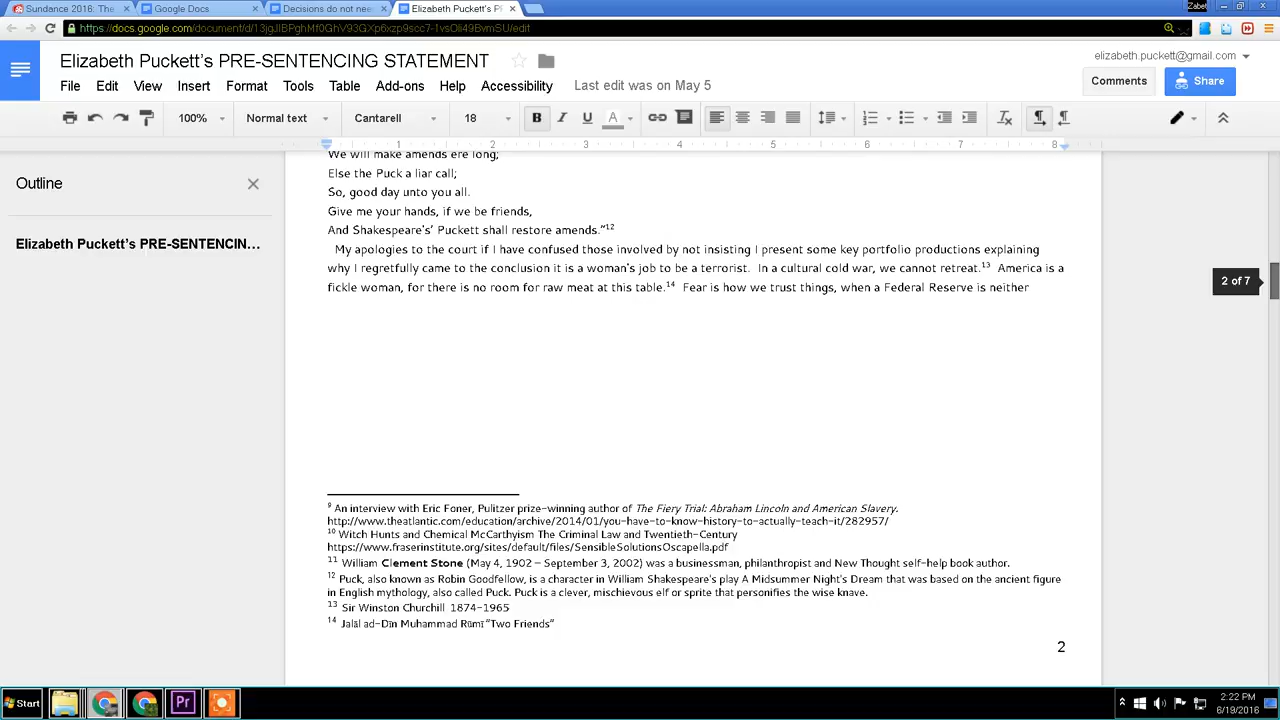 Sundance 2016: The
Google Docs
Decisions do not nee
Elizabeth Puckett's P
Zabet
https://docs.google.com/document/d/13jgJIBPghMf0GhV93GXp6xzp9scc7-1vsOli49BvmSU/edit
Elizabeth Puckett's PRE-SENTENCING STATEMENT
elizabeth.puckett@gmail.com
File Edit View Insert Format Tools Table Add-ons Help Accessibility Last edit was on May 5
Comments
Share
100% Normal text Cantarell 18 B I U A
1 2 3 4 5 6 7 8
Outline
Elizabeth Puckett's PRE-SENTENCIN...
We will make amends ere long;
Else the Puck a liar call;
So, good day unto you all.
Give me your hands, if we be friends,
And Shakespeare's' Puckett shall restore amends."12
My apologies to the court if I have confused those involved by not insisting I present some key portfolio productions explaining
why I regretfully came to the conclusion it is a woman's job to be a terrorist. In a cultural cold war, we cannot retreat.13 America is a
fickle woman, for there is no room for raw meat at this table.14 Fear is how we trust things, when a Federal Reserve is neither
2 of 7
9 An interview with Eric Foner, Pulitzer prize-winning author of The Fiery Trial: Abraham Lincoln and American Slavery.
http://www.theatlantic.com/education/archive/2014/01/you-have-to-know-history-to-actually-teach-it/282957/
10 Witch Hunts and Chemical McCarthyism The Criminal Law and Twentieth-Century
https://www.fraserinstitute.org/sites/default/files/SensibleSolutionsOscapella.pdf
11 William Clement Stone (May 4, 1902 – September 3, 2002) was a businessman, philanthropist and New Thought self-help book author.
12 Puck, also known as Robin Goodfellow, is a character in William Shakespeare's play A Midsummer Night's Dream that was based on the ancient figure
in English mythology, also called Puck. Puck is a clever, mischievous elf or sprite that personifies the wise knave.
13 Sir Winston Churchill 1874-1965
14 Jalāl ad-Dīn Muhammad Rūmī "Two Friends"
2
Start
Pr
2:22 PM
6/19/2016